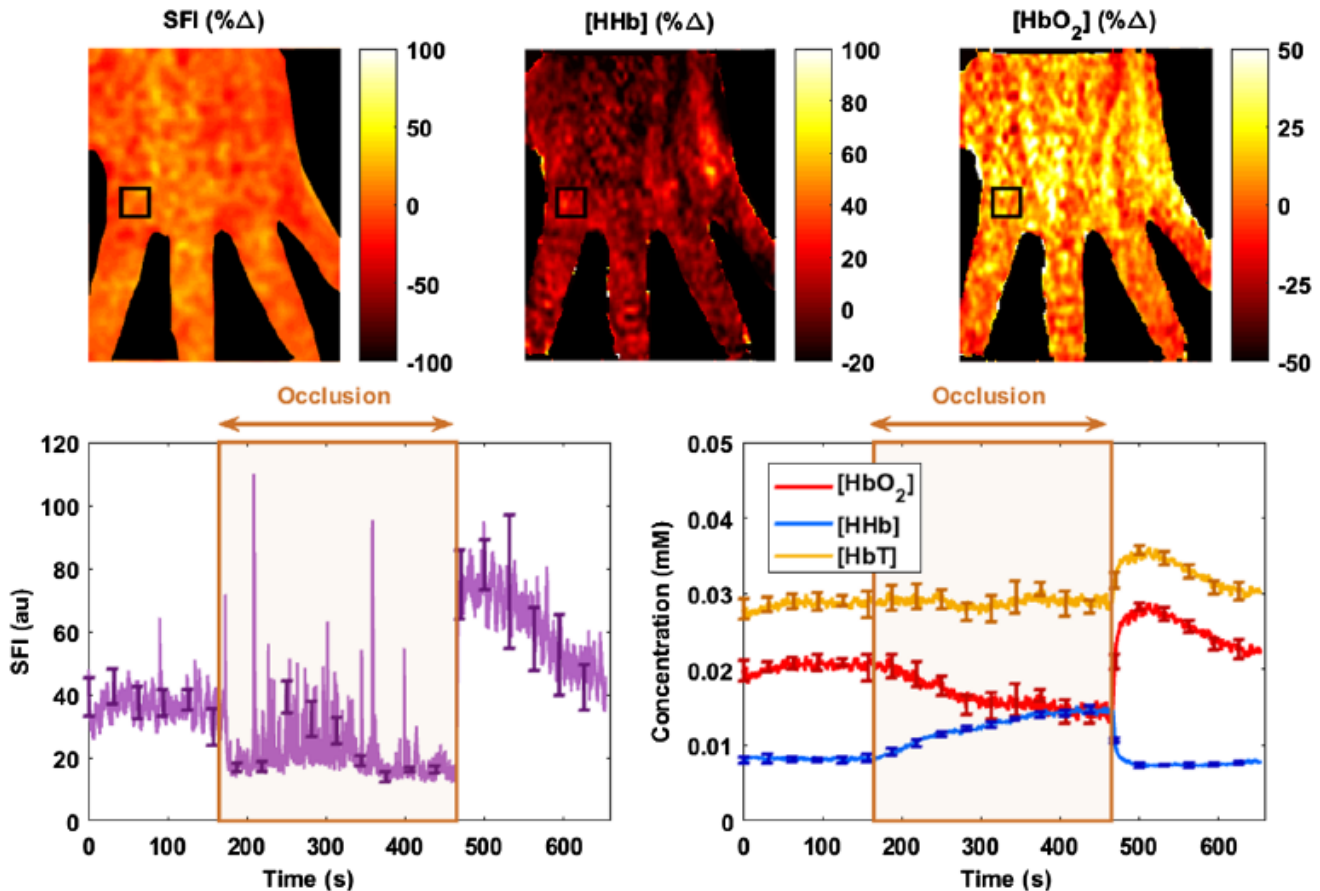 SFI (%Δ)
[HHb] (%Δ)
[HbO2] (%Δ)
100
50
0
-50
-100
100
80
60
40
20
0
-20
50
25
0
-25
-50
Occlusion
120
100
80
60
40
20
0
SFI (au)
0 100 200 300 400 500 600
Time (s)
Occlusion
0.05
0.04
0.03
0.02
0.01
0
Concentration (mM)
[HbO2]
[HHb]
[HbT]
0 100 200 300 400 500 600
Time (s)